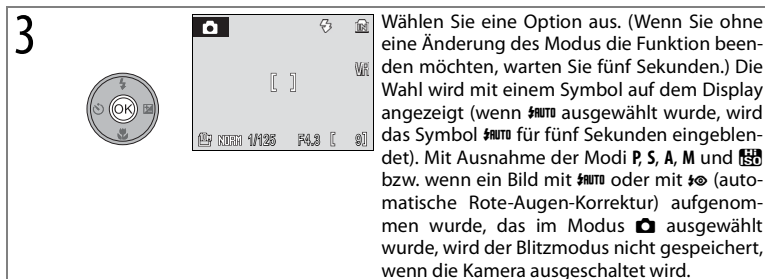 3
OK
VR
NORM 1/125 F4.3 [ 9]
Wählen Sie eine Option aus. (Wenn Sie ohne
eine Änderung des Modus die Funktion been-
den möchten, warten Sie fünf Sekunden.) Die
Wahl wird mit einem Symbol auf dem Display
angezeigt (wenn AUTO ausgewählt wurde, wird
das Symbol AUTO für fünf Sekunden eingeblen-
det). Mit Ausnahme der Modi P, S, A, M und Hi ISO
bzw. wenn ein Bild mit AUTO oder mit (auto-
matische Rote-Augen-Korrektur) aufgenom-
men wurde, das im Modus ausgewählt
wurde, wird der Blitzmodus nicht gespeichert,
wenn die Kamera ausgeschaltet wird.